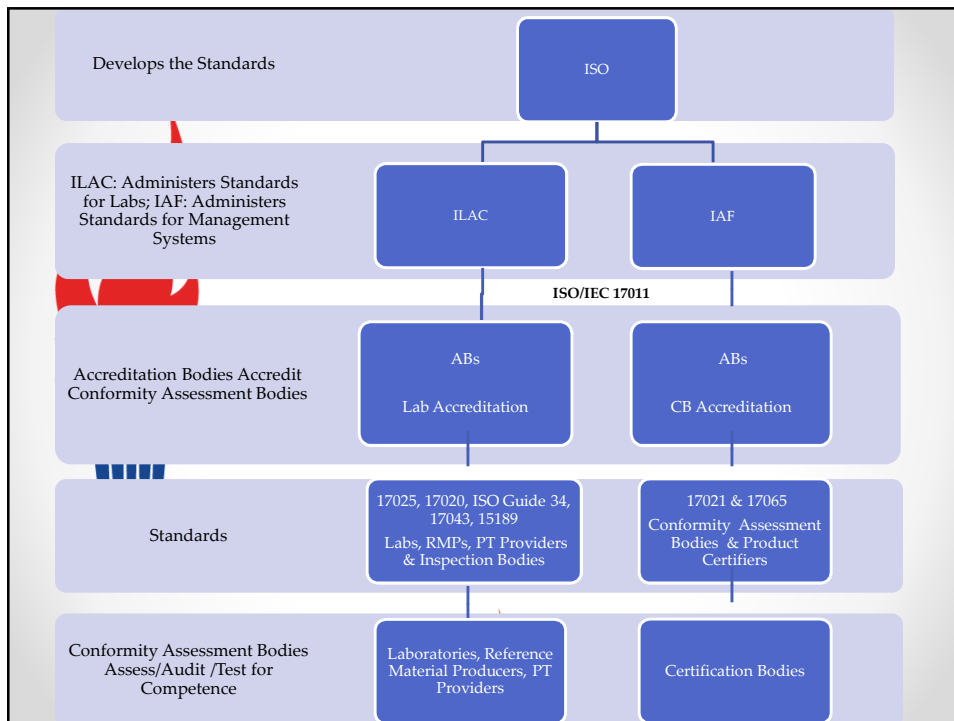 Develops the Standards
ISO
ILAC: Administers Standards
for Labs; IAF: Administers
Standards for Management
Systems
ILAC
IAF
ISO/IEC 17011
Accreditation Bodies Accredit
Conformity Assessment Bodies
ABs
Lab Accreditation
ABs
CB Accreditation
Standards
17025, 17020, ISO Guide 34,
17043, 15189
Labs, RMPs, PT Providers
& Inspection Bodies
17021 & 17065
Conformity Assessment
Bodies & Product
Certifiers
Conformity Assessment Bodies
Assess/Audit /Test for
Competence
Laboratories, Reference
Material Producers, PT
Providers
Certification Bodies